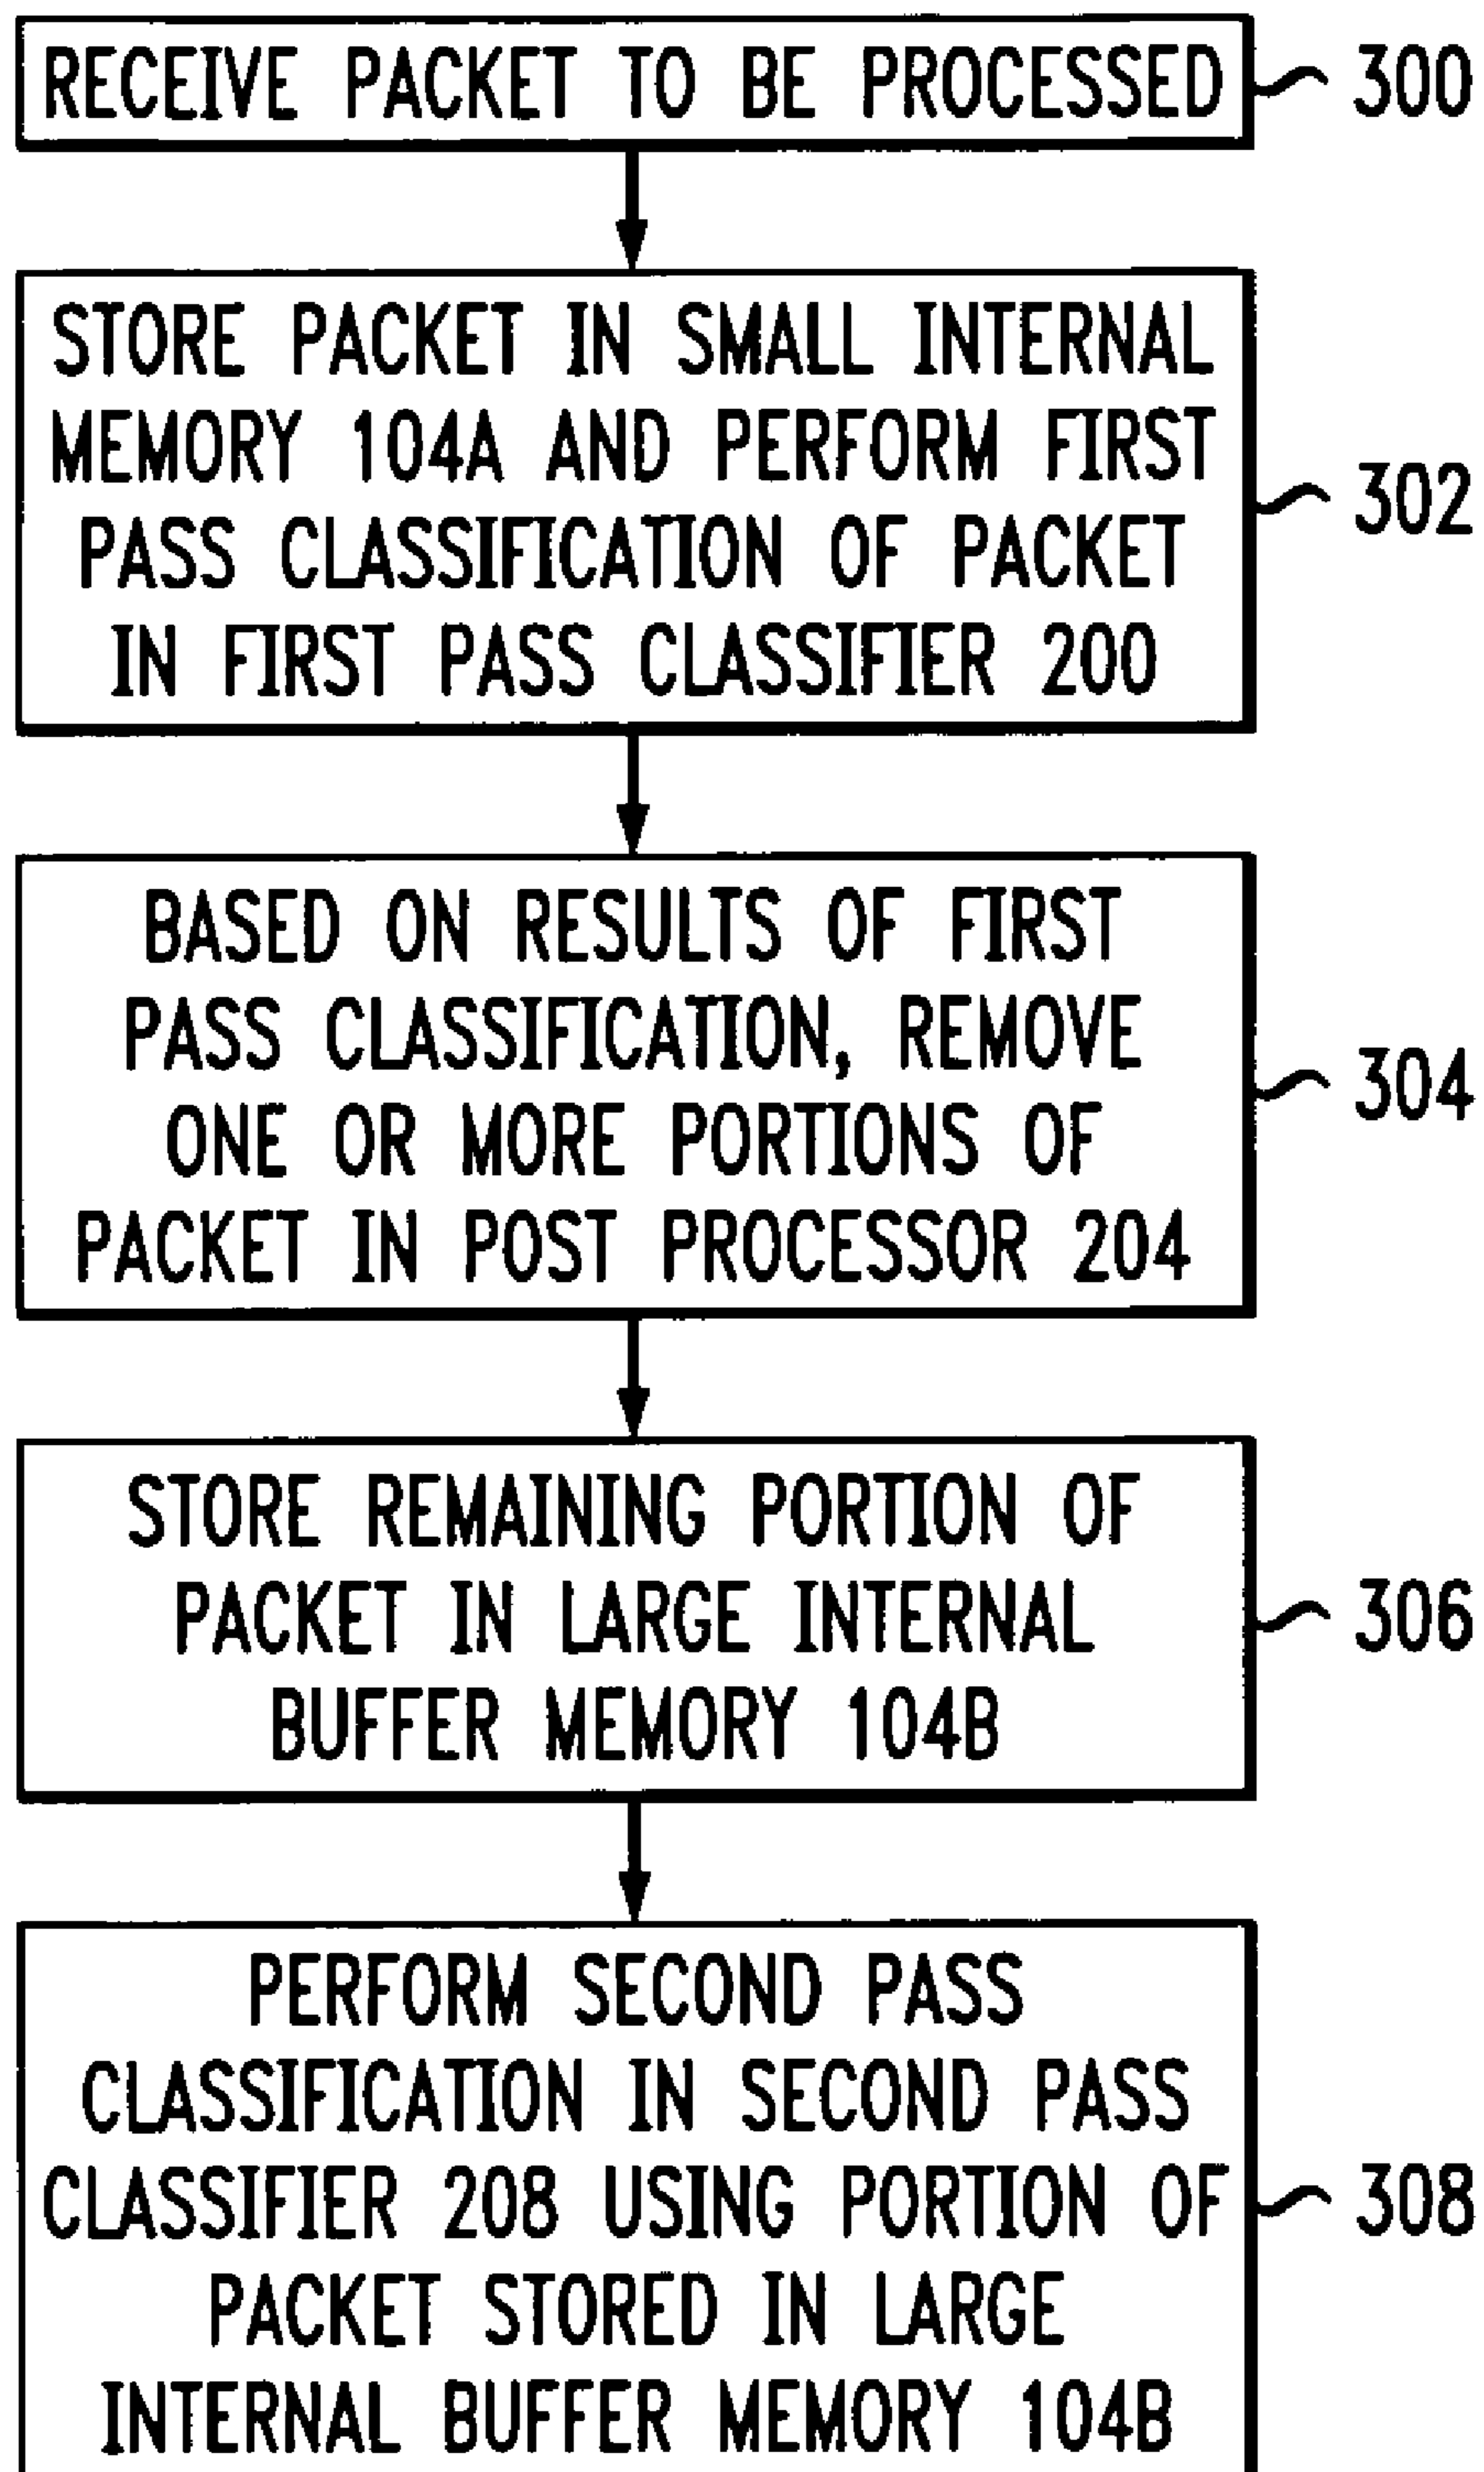 RECEIVE PACKET TO BE PROCESSED
300
STORE PACKET IN SMALL INTERNAL
MEMORY 104A AND PERFORM FIRST
PASS CLASSIFICATION OF PACKET
IN FIRST PASS CLASSIFIER 200
302
BASED ON RESULTS OF FIRST
PASS CLASSIFICATION, REMOVE
ONE OR MORE PORTIONS OF
PACKET IN POST PROCESSOR 204
304
STORE REMAINING PORTION OF
PACKET IN LARGE INTERNAL
BUFFER MEMORY 104B
306
PERFORM SECOND PASS
CLASSIFICATION IN SECOND PASS
CLASSIFIER 208 USING PORTION OF
PACKET STORED IN LARGE
INTERNAL BUFFER MEMORY 104B
308